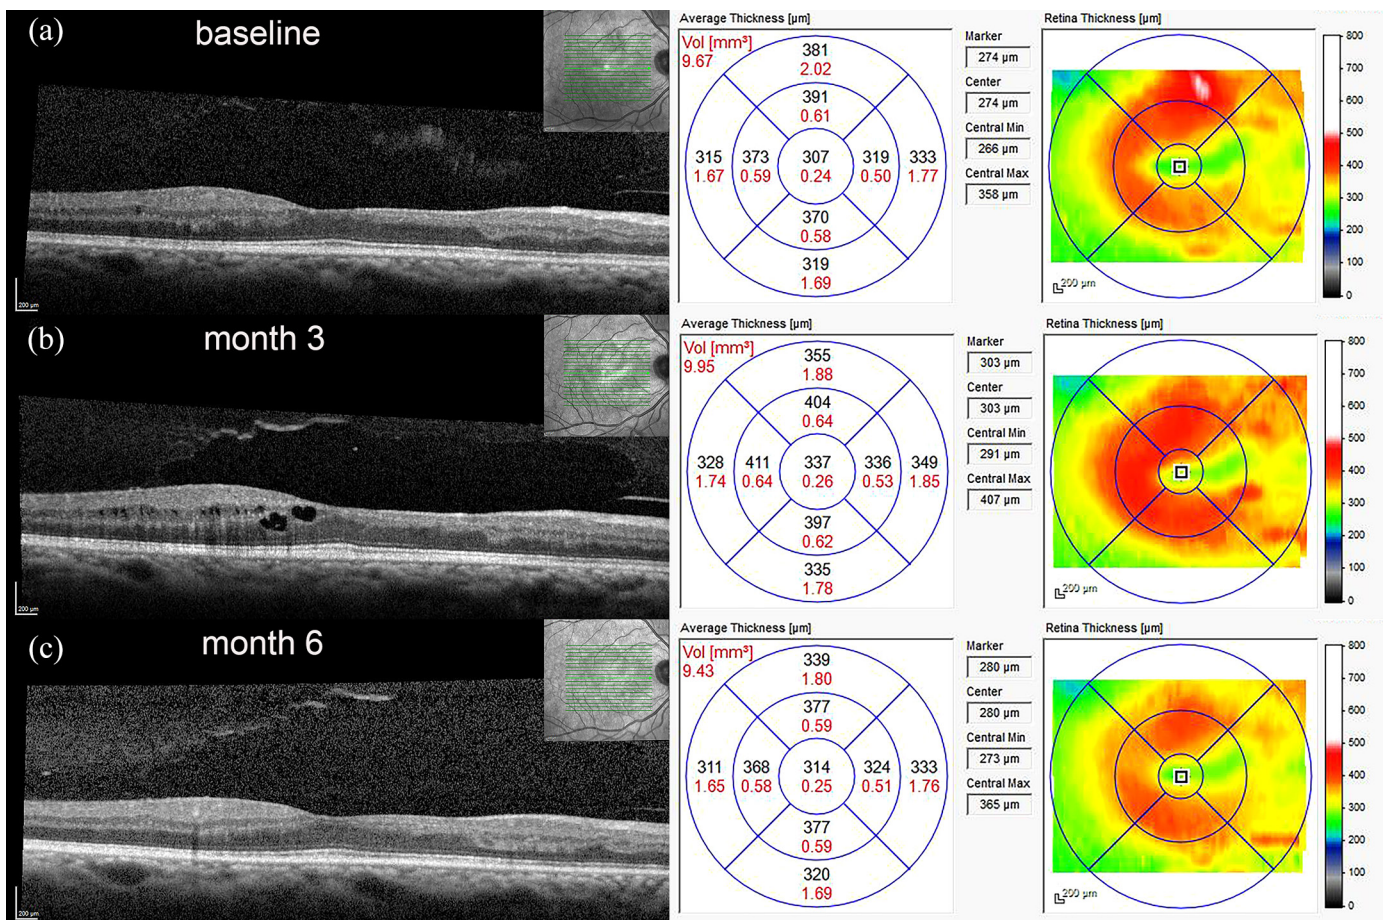 (a) baseline
200 µm
Average Thickness [µm]
Vol [mm³]
9.67
381
2.02
391
0.61
315 373 307 319 333
1.67 0.59 0.24 0.50 1.77
370
0.58
319
1.69
Marker
274 µm
Center
274 µm
Central Min
266 µm
Central Max
358 µm
Retina Thickness [µm]
200 µm
800
700
600
500
400
300
200
100
0
(b) month 3
200 µm
Average Thickness [µm]
Vol [mm³]
9.95
355
1.88
404
0.64
328 411 337 336 349
1.74 0.64 0.26 0.53 1.85
397
0.62
335
1.78
Marker
303 µm
Center
303 µm
Central Min
291 µm
Central Max
407 µm
Retina Thickness [µm]
200 µm
800
700
600
500
400
300
200
100
0
(c) month 6
200 µm
Average Thickness [µm]
Vol [mm³]
9.43
339
1.80
377
0.59
311 368 314 324 333
1.65 0.58 0.25 0.51 1.76
377
0.59
320
1.69
Marker
280 µm
Center
280 µm
Central Min
273 µm
Central Max
365 µm
Retina Thickness [µm]
200 µm
800
700
600
500
400
300
200
100
0